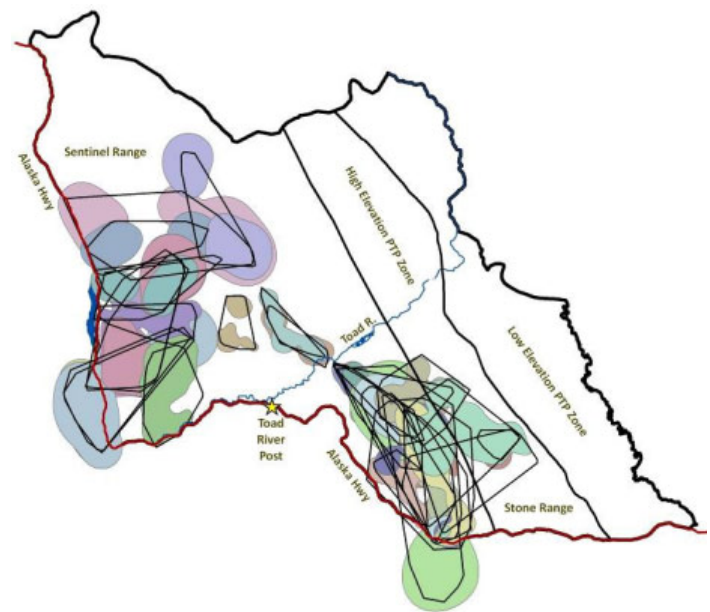 Sentinel Range
Alaska Hwy
High Elevation PTP Zone
Toad R.
Low Elevation PTP Zone
Toad
River
Post
Alaska Hwy
Stone Range